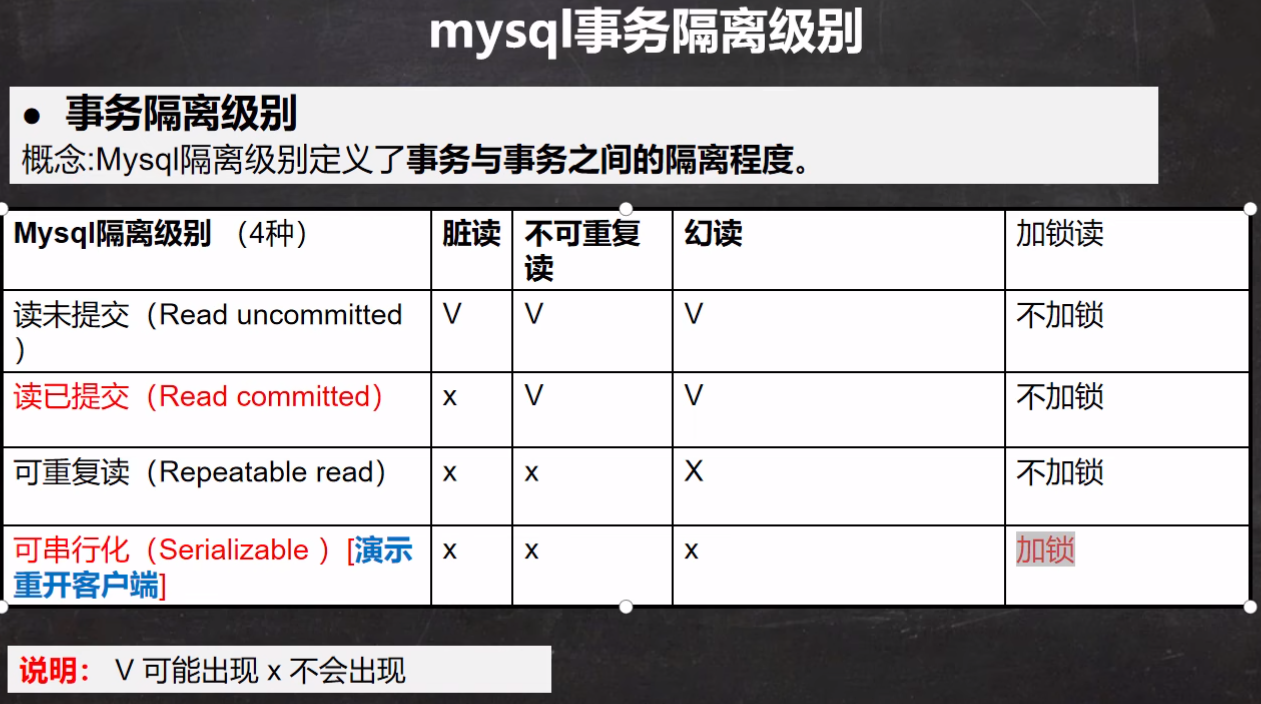 mysql事务隔离级别
● 事务隔离级别
概念:Mysql隔离级别定义了事务与事务之间的隔离程度。
Mysql隔离级别 （4种） 脏读 不可重复读 幻读 加锁读
读未提交（Read uncommitted） V V V 不加锁
读已提交（Read committed） x V V 不加锁
可重复读（Repeatable read） x x X 不加锁
可串行化（Serializable ）[演示重开客户端] x x x 加锁
说明： V 可能出现 x 不会出现